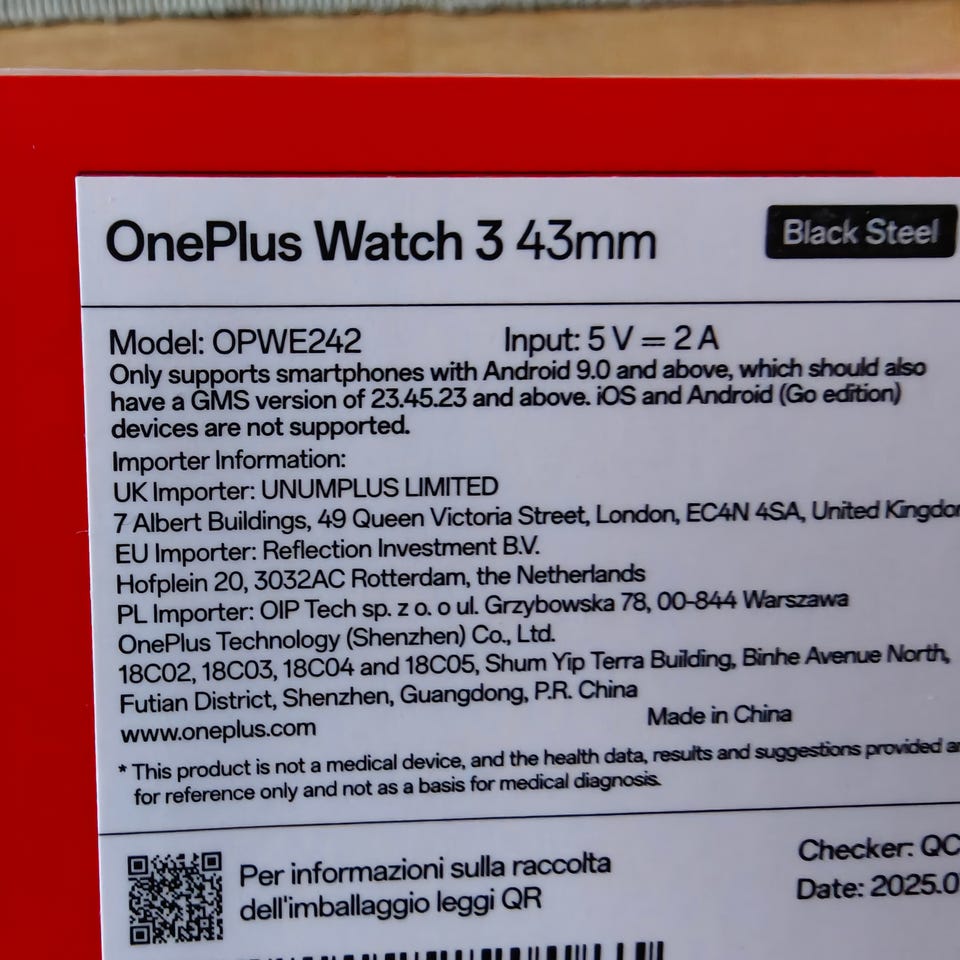 OnePlus Watch 3 43mm
Black Steel
Model: OPWE242
Input: 5 V = 2 A
Only supports smartphones with Android 9.0 and above, which should also
have a GMS version of 23.45.23 and above. iOS and Android (Go edition)
devices are not supported.
Importer Information:
UK Importer: UNUMPLUS LIMITED
7 Albert Buildings, 49 Queen Victoria Street, London, EC4N 4SA, United Kingdo
EU Importer: Reflection Investment B.V.
Hofplein 20, 3032AC Rotterdam, the Netherlands
PL Importer: OIP Tech sp. z o. o ul. Grzybowska 78, 00-844 Warszawa
OnePlus Technology (Shenzhen) Co., Ltd.
18C02, 18C03, 18C04 and 18C05, Shum Yip Terra Building, Binhe Avenue North,
Futian District, Shenzhen, Guangdong, P.R. China
www.oneplus.com
Made in China
* This product is not a medical device, and the health data, results and suggestions provided a
for reference only and not as a basis for medical diagnosis.
Per informazioni sulla raccolta
dell'imballaggio leggi QR
Checker: QC
Date: 2025.0